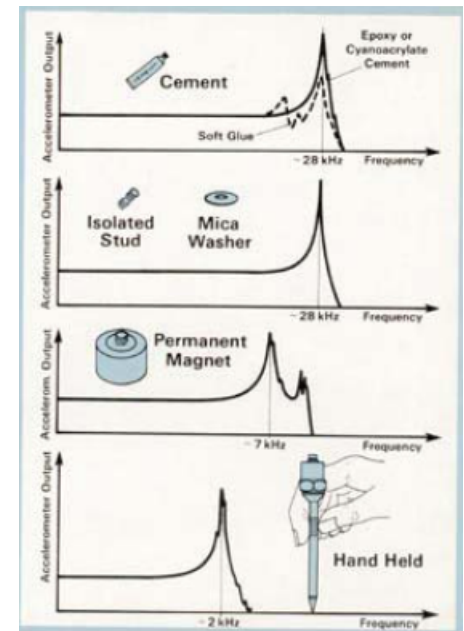 Accelerometer Output
Cement
Epoxy or
Cyanoacrylate
Cement
Soft Glue
~ 28 kHz
Frequency
Accelerometer Output
Isolated
Stud
Mica
Washer
~ 28 kHz
Frequency
Accelerom. Output
Permanent
Magnet
~ 7 kHz
Frequency
Accelerometer Output
Hand Held
~ 2 kHz
Frequency